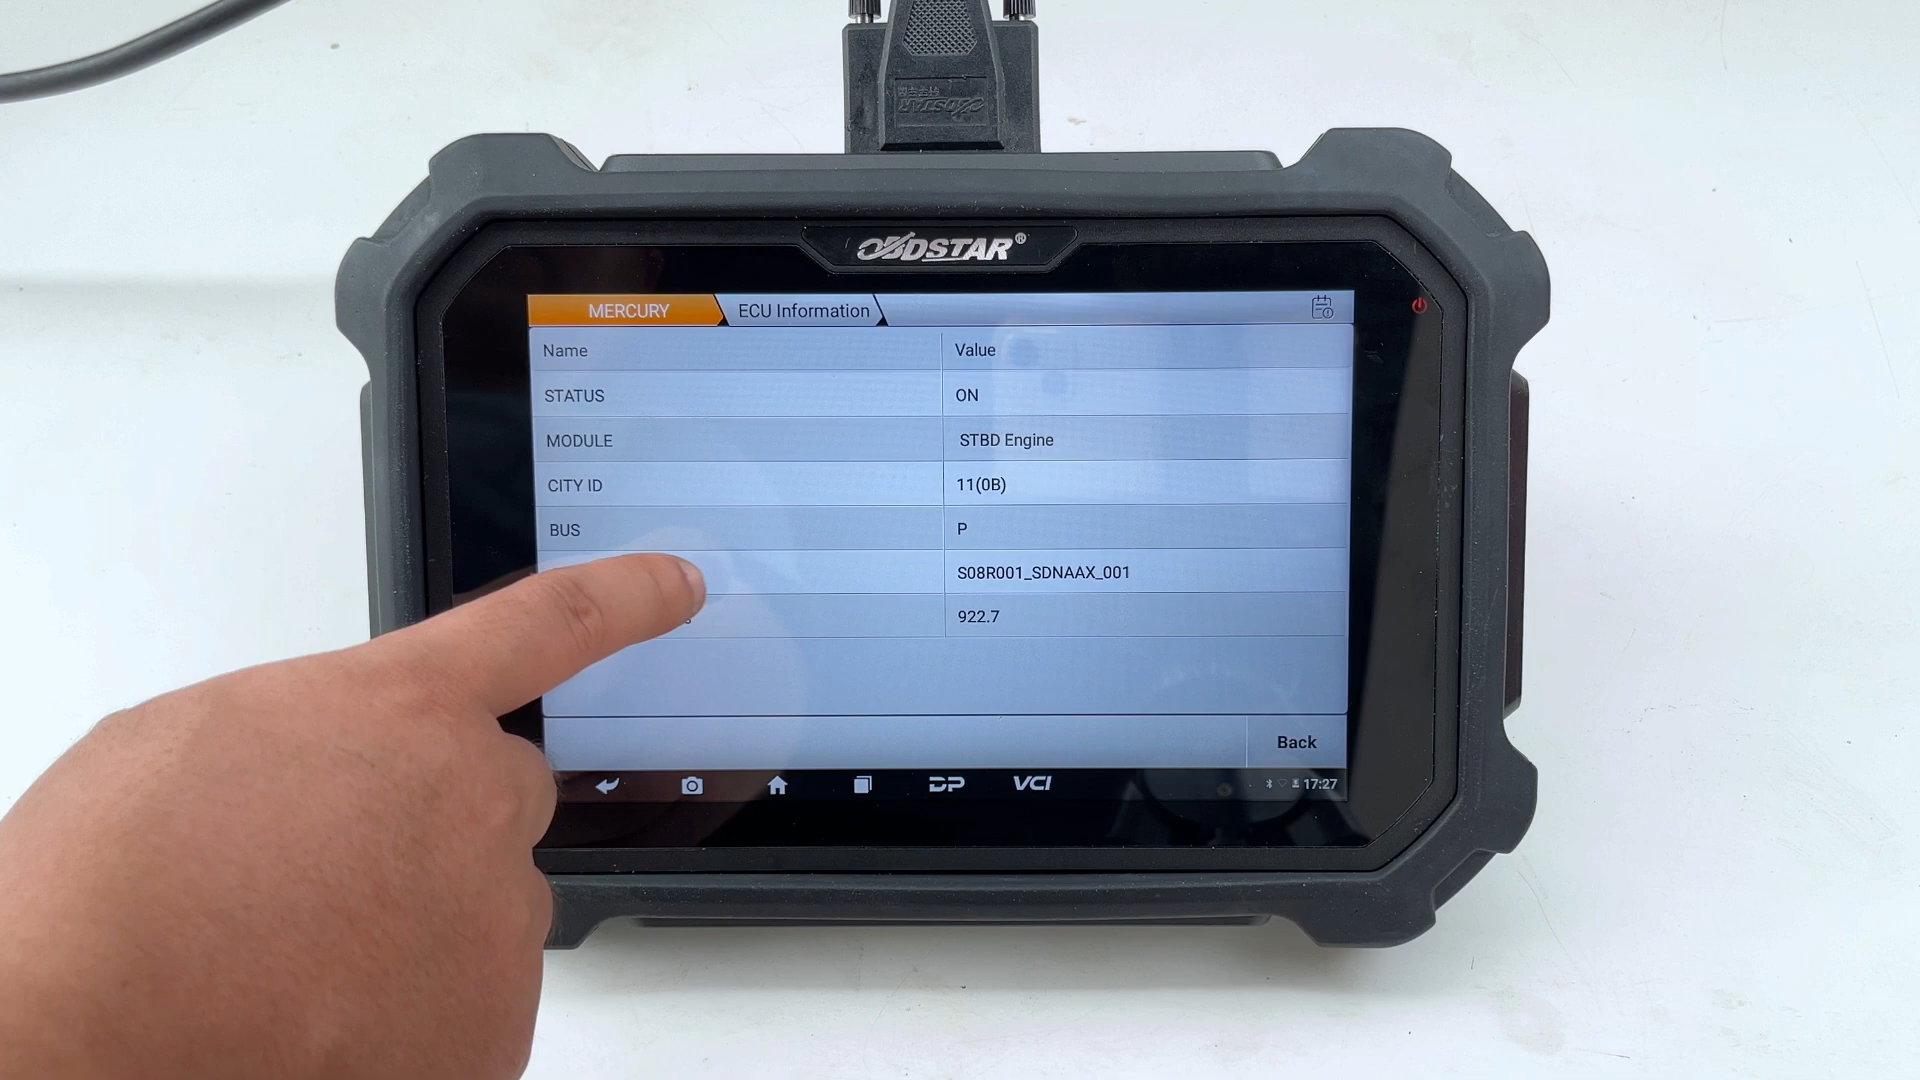 OBDSTAR
OBDSTAR®
MERCURY ECU Information
Name Value
STATUS ON
MODULE STBD Engine
CITY ID 11(0B)
BUS P
S08R001_SDNAAX_001
922.7
Back
DP VCI 17:27